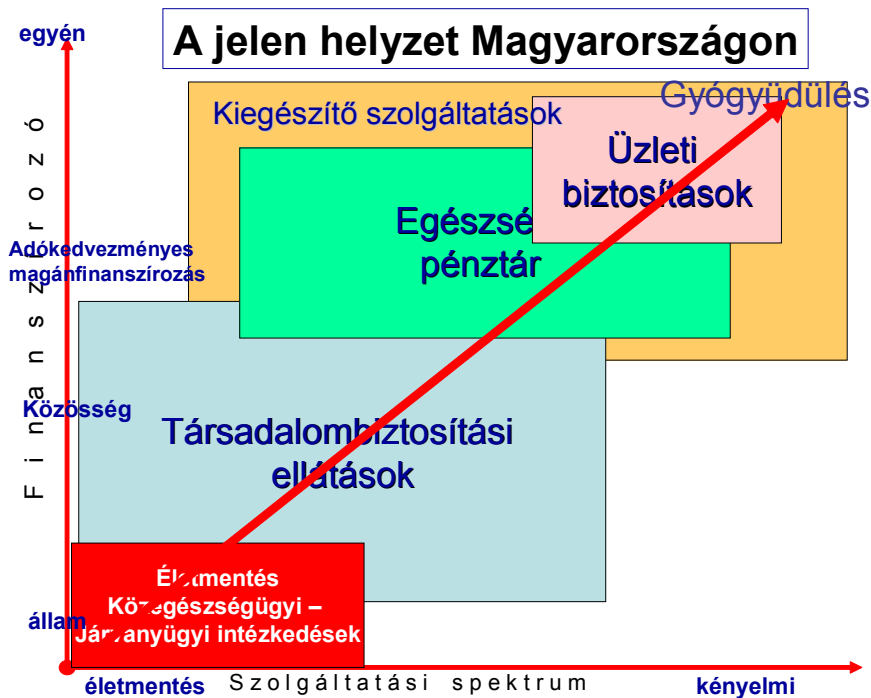 egyén
A jelen helyzet Magyarországon
Gyógyüdülés
Kiegészítő szolgáltatások
Üzleti
biztosítások
Egészsé
pénztár
Adókedvezményes
magánfinanszírozás
Finanszírozó
Közösség
Társadalombiztosítási
ellátások
Életmentés
Közegészségügyi –
Járványügyi intézkedések
állam
életmentés
Szolgáltatási spektrum
kényelmi